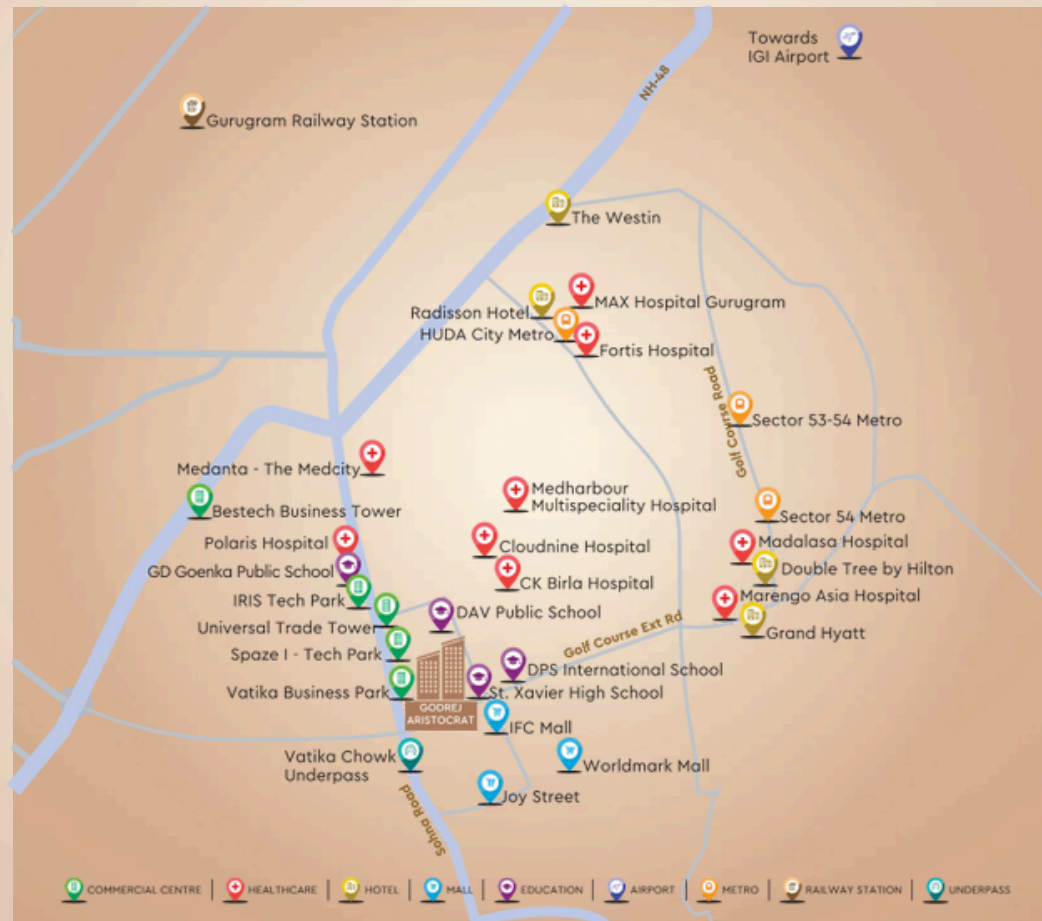 Towards
IGI Airport
NH-48
Gurugram Railway Station
The Westin
MAX Hospital Gurugram
Radisson Hotel
HUDA City Metro
Fortis Hospital
Golf Course Road
Sector 53-54 Metro
Medanta - The Medcity
Medharbour
Multispeciality Hospital
Bestech Business Tower
Sector 54 Metro
Polaris Hospital
Cloudnine Hospital
Madalasa Hospital
GD Goenka Public School
CK Birla Hospital
Double Tree by Hilton
IRIS Tech Park
DAV Public School
Marengo Asia Hospital
Universal Trade Tower
Golf Course Ext Rd
Grand Hyatt
Spaze I - Tech Park
DPS International School
Vatika Business Park
St. Xavier High School
GODREJ
ARISTOCRAT
IFC Mall
Vatika Chowk
Underpass
Worldmark Mall
Joy Street
Sohna Road
COMMERCIAL CENTRE | HEALTHCARE | HOTEL | MALL | EDUCATION | AIRPORT | METRO | RAILWAY STATION | UNDERPASS